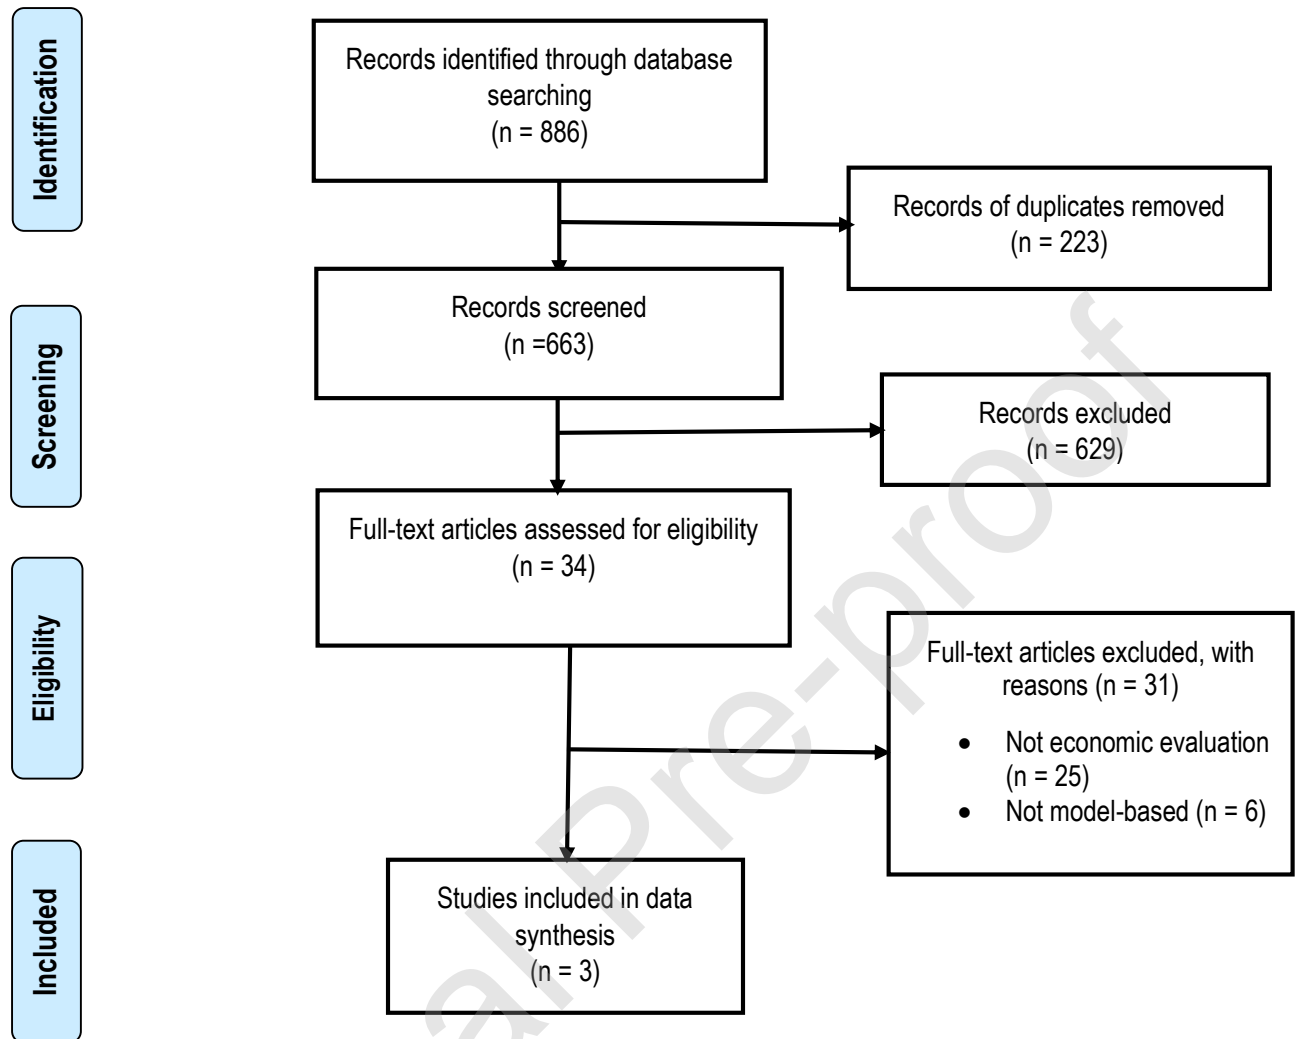 Identification
Records identified through database
searching
(n = 886)
Records of duplicates removed
(n = 223)
Screening
Records screened
(n =663)
Records excluded
(n = 629)
Eligibility
Full-text articles assessed for eligibility
(n = 34)
Full-text articles excluded, with
reasons (n = 31)
• Not economic evaluation
(n = 25)
• Not model-based (n = 6)
Included
Studies included in data
synthesis
(n = 3)
al Pre-proof